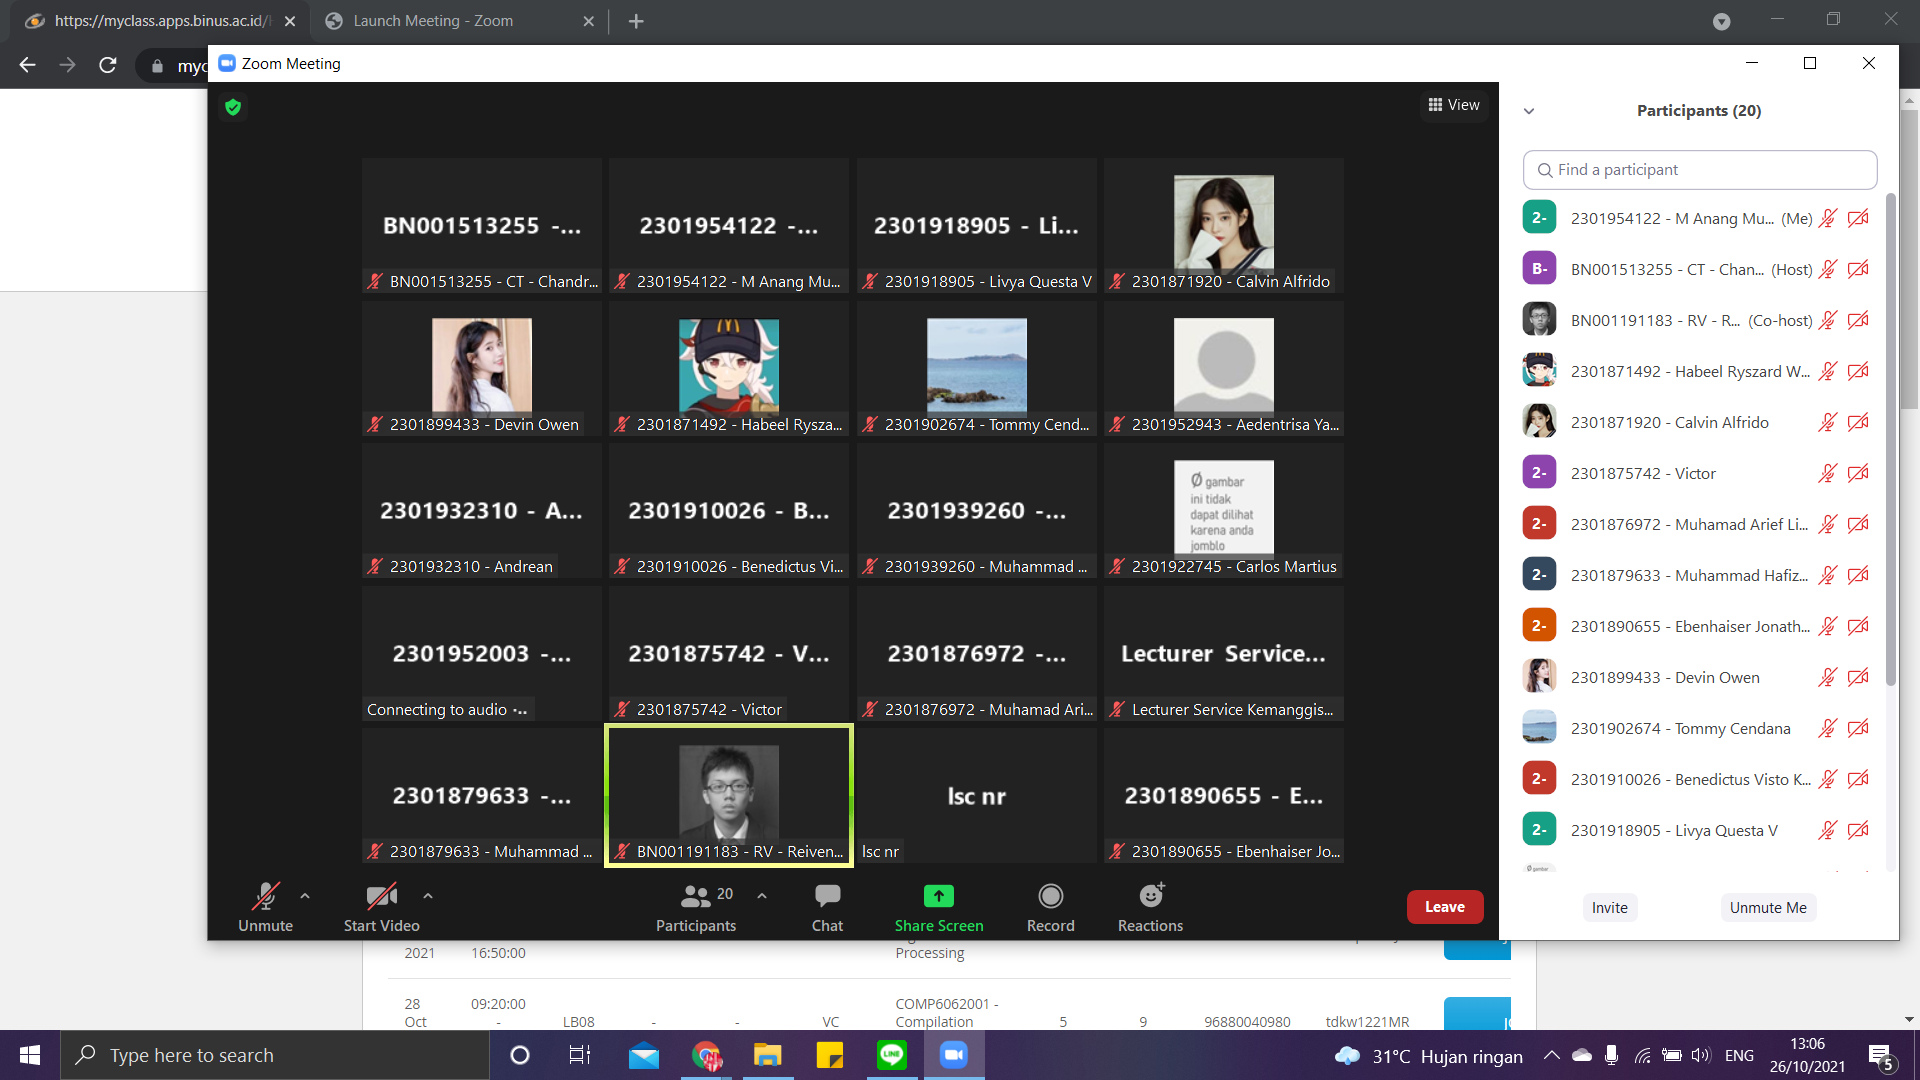 https://myclass.apps.binus.ac.id/
Launch Meeting - Zoom
Zoom Meeting
View
BN001513255 -...
BN001513255 - CT - Chandr...
2301954122 -...
2301954122 - M Anang Mu...
2301918905 - Li...
2301918905 - Livya Questa V
2301871920 - Calvin Alfrido
2301899433 - Devin Owen
2301871492 - Habeel Rysza...
2301902674 - Tommy Cend...
2301952943 - Aedentrisa Ya...
2301932310 - A...
2301932310 - Andrean
2301910026 - B...
2301910026 - Benedictus Vi...
2301939260 -...
2301939260 - Muhammad ...
Ø gambar
ini tidak
dapat dilihat
karena anda
jomblo
2301922745 - Carlos Martius
2301952003 -...
Connecting to audio ...
2301875742 - V...
2301875742 - Victor
2301876972 -...
2301876972 - Muhamad Ari...
Lecturer Service...
Lecturer Service Kemanggis...
2301879633 -...
2301879633 - Muhammad ...
BN001191183 - RV - Reiven...
lsc nr
lsc nr
2301890655 - E...
2301890655 - Ebenhaiser Jo...
Unmute
Start Video
20
Participants
Chat
Share Screen
Record
Reactions
Leave
Participants (20)
Find a participant
2- 2301954122 - M Anang Mu... (Me)
B- BN001513255 - CT - Chan... (Host)
BN001191183 - RV - R... (Co-host)
2301871492 - Habeel Ryszard W...
2301871920 - Calvin Alfrido
2- 2301875742 - Victor
2- 2301876972 - Muhamad Arief Li...
2- 2301879633 - Muhammad Hafiz...
2- 2301890655 - Ebenhaiser Jonath...
2301899433 - Devin Owen
2301902674 - Tommy Cendana
2- 2301910026 - Benedictus Visto K...
2- 2301918905 - Livya Questa V
Invite
Unmute Me
2021 16:50:00 Processing
28 09:20:00 COMP6062001 -
Oct - LB08 - - VC Compilation 5 9 96880040980 tdkw1221MR
Type here to search
31°C Hujan ringan
ENG
13:06
26/10/2021
5